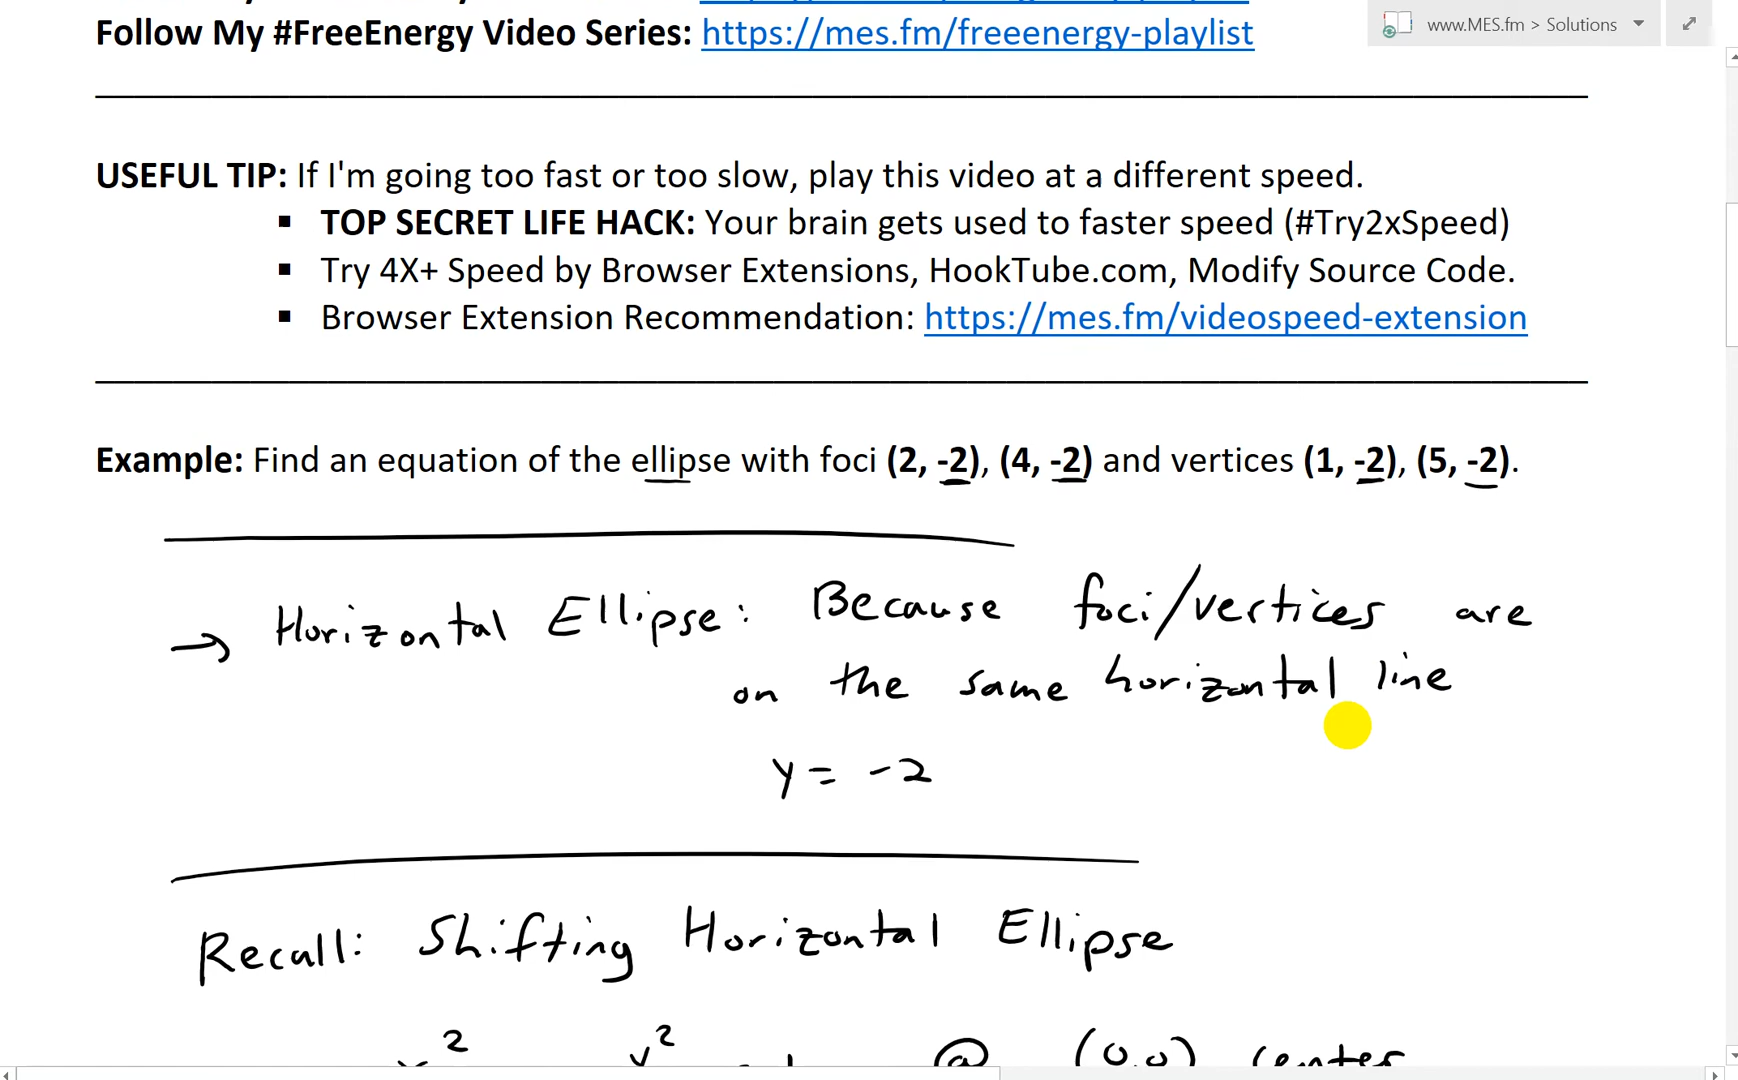 Follow My #FreeEnergy Video Series: https://mes.fm/freeenergy-playlist
www.MES.fm > Solutions
USEFUL TIP: If I'm going too fast or too slow, play this video at a different speed.
▪ TOP SECRET LIFE HACK: Your brain gets used to faster speed (#Try2xSpeed)
▪ Try 4X+ Speed by Browser Extensions, HookTube.com, Modify Source Code.
▪ Browser Extension Recommendation: https://mes.fm/videospeed-extension
Example: Find an equation of the ellipse with foci (2, -2), (4, -2) and vertices (1, -2), (5, -2).
→ Horizontal Ellipse: Because foci/vertices are
on the same horizontal line
y = -2
Recall: Shifting Horizontal Ellipse
x² y² @ (0,0) center